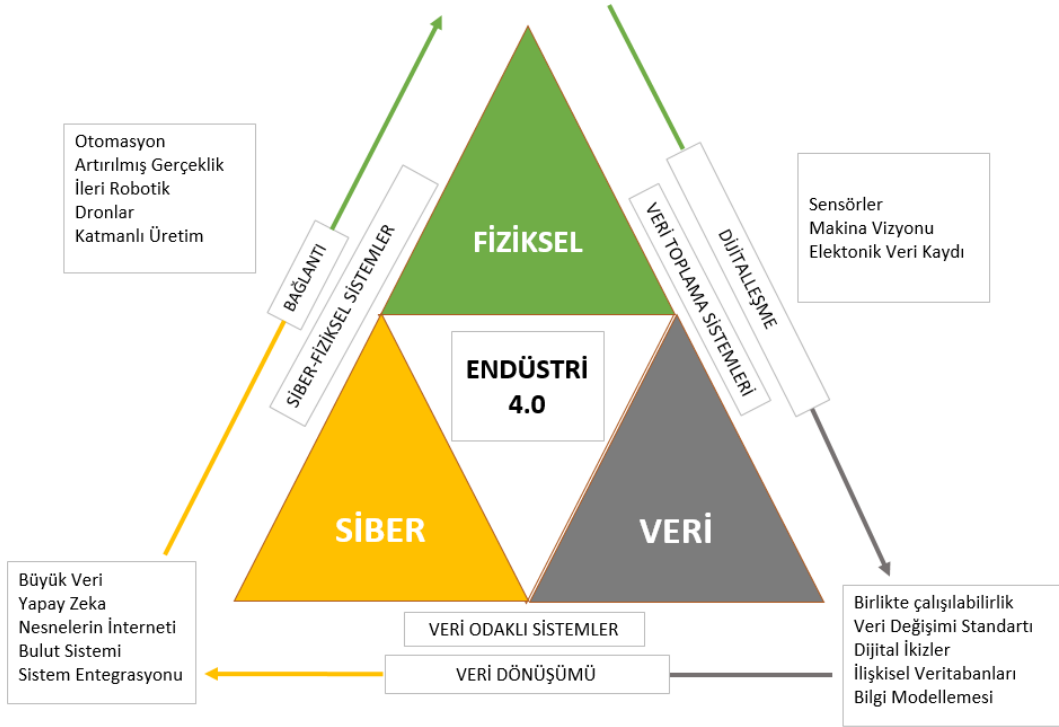 Otomasyon
Artırılmış Gerçeklik
İleri Robotik
Dronlar
Katmanlı Üretim
BAĞLANTI
SİBER-FİZİKSEL SİSTEMLER
FİZİKSEL
VERİ TOPLAMA SİSTEMLERİ
DİJİTALLEŞME
Sensörler
Makina Vizyonu
Elektonik Veri Kaydı
ENDÜSTRİ
4.0
SİBER
VERİ
Büyük Veri
Yapay Zeka
Nesnelerin İnterneti
Bulut Sistemi
Sistem Entegrasyonu
VERİ ODAKLI SİSTEMLER
VERİ DÖNÜŞÜMÜ
Birlikte çalışılabilirlik
Veri Değişimi Standartı
Dijital İkizler
İlişkisel Veritabanları
Bilgi Modellemesi